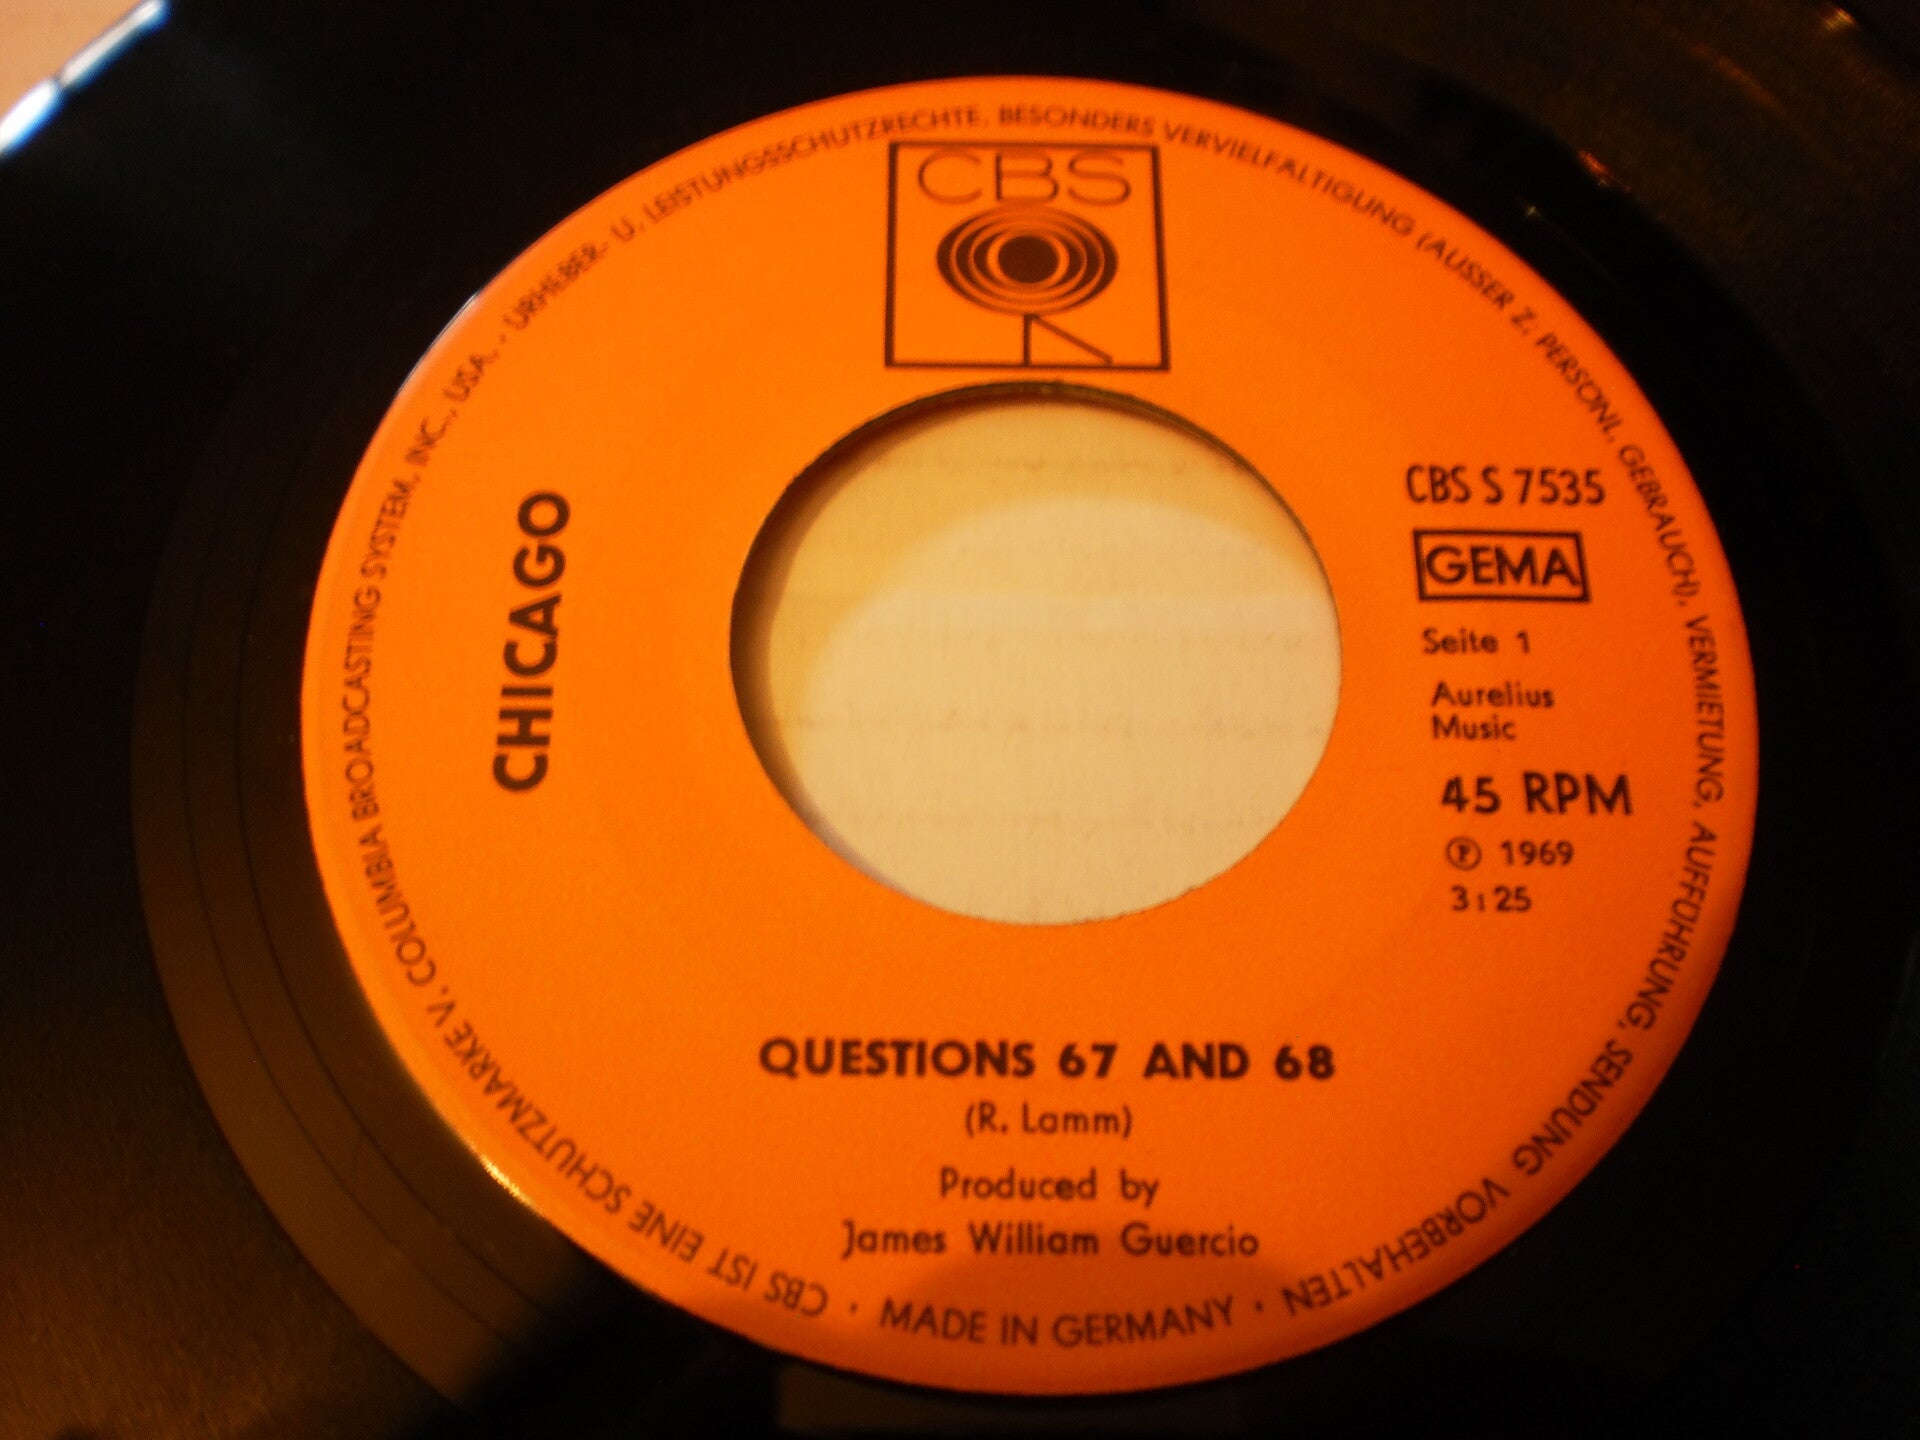 CBS
CHICAGO
CBS S 7535
GEMA
Seite 1
Aurelius
Music
45 RPM
Ⓟ 1969
3:25
QUESTIONS 67 AND 68
(R. Lamm)
Produced by
James William Guercio
· MADE IN GERMANY ·
CBS IST EINE SCHUTZMARKE V. COLUMBIA BROADCASTING SYSTEM, INC., USA, . URHEBER- U. LEISTUNGSSCHUTZRECHTE, BESONDERS VERVIELFÄLTIGUNG (AUSSER Z. PERSÖNL. GEBRAUCH), VERMIETUNG, AUFFÜHRUNG, SENDUNG VORBEHALTEN